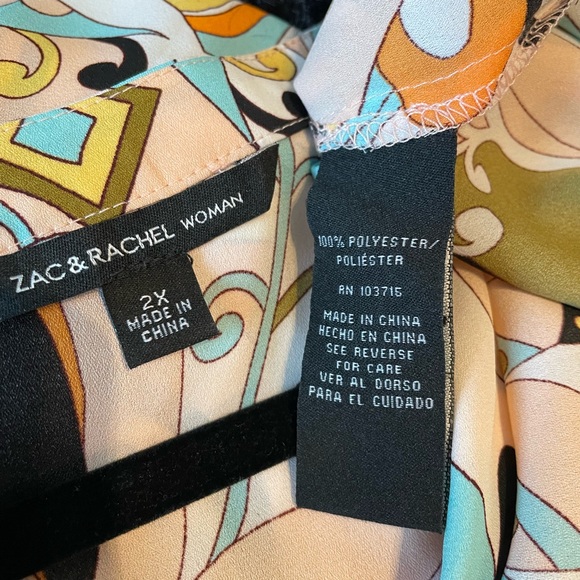 ZAC & RACHEL WOMAN
2X
MADE IN
CHINA
100% POLYESTER/
POLIÉSTER
RN 103715
MADE IN CHINA
HECHO EN CHINA
SEE REVERSE
FOR CARE
VER AL DORSO
PARA EL CUIDADO